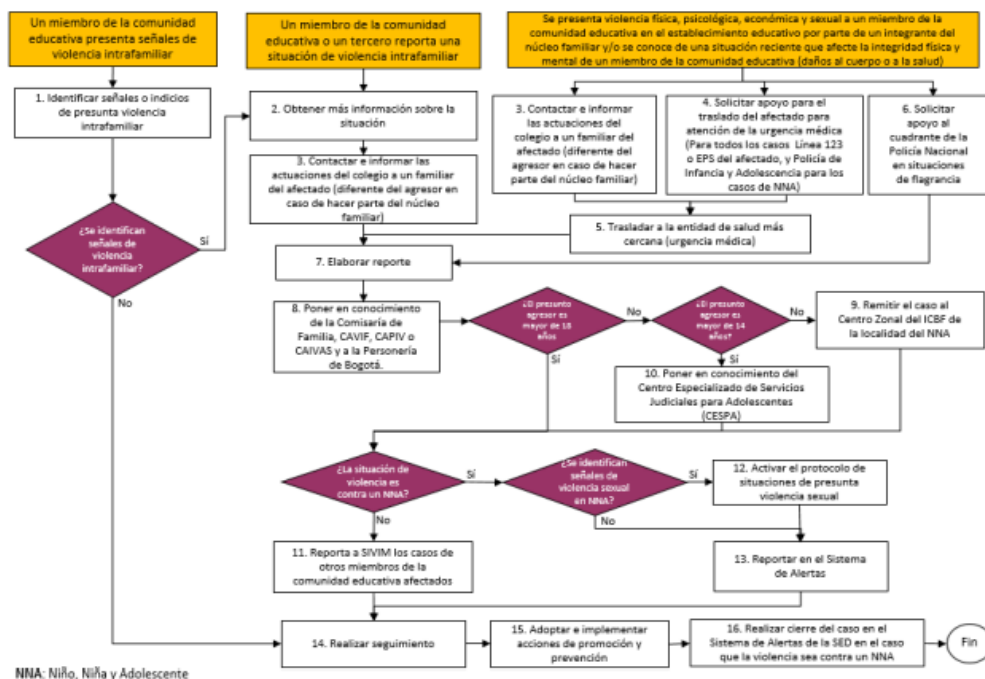 Un miembro de la comunidad
educativa presenta señales de
violencia intrafamiliar
Un miembro de la comunidad
educativa o un tercero reporta una
situación de violencia intrafamiliar
Se presenta violencia física, psicológica, económica y sexual a un miembro de la
comunidad educativa en el establecimiento educativo por parte de un integrante del
núcleo familiar y/o se conoce de una situación reciente que afecte la integridad física y
mental de un miembro de la comunidad educativa (daños al cuerpo o a la salud)
1. Identificar señales o indicios
de presunta violencia
intrafamiliar
2. Obtener más información sobre la
situación
3. Contactar e informar las
actuaciones del colegio a un familiar
del afectado (diferente del agresor en
caso de hacer parte del núcleo
familiar)
3. Contactar e informar
las actuaciones del
colegio a un familiar del
afectado (diferente del
agresor en caso de hacer
parte del núcleo familiar)
4. Solicitar apoyo para el
traslado del afectado para
atención de la urgencia médica
(Para todos los casos Línea 123
o EPS del afectado, y Policía de
Infancia y Adolescencia para los
casos de NNA)
6. Solicitar
apoyo al
cuadrante de la
Policía Nacional
en situaciones
de flagrancia
5. Trasladar a la entidad de salud más
cercana (urgencia médica)
¿Se identifican
señales de
violencia
intrafamiliar?
Sí
No
7. Elaborar reporte
8. Poner en conocimiento
de la Comisaría de
Familia, CAVIF, CAPIV o
CAIVAS y a la Personería
de Bogotá.
¿El presunto
agresor es
mayor de 18
años
No
Sí
¿El presunto
agresor es
mayor de 14
años?
No
Sí
9. Remitir el caso al
Centro Zonal del ICBF de
la localidad del NNA
10. Poner en conocimiento del
Centro Especializado de Servicios
Judiciales para Adolescentes
(CESPA)
¿La situación de
violencia es
contra un NNA?
Sí
No
¿Se identifican
señales de
violencia sexual
en NNA?
Sí
No
12. Activar el protocolo de
situaciones de presunta
violencia sexual
11. Reporta a SIVIM los casos de
otros miembros de la
comunidad educativa afectados
13. Reportar en el Sistema
de Alertas
14. Realizar seguimiento
15. Adoptar e implementar
acciones de promoción y
prevención
16. Realizar cierre del caso en el
Sistema de Alertas de la SED en el caso
que la violencia sea contra un NNA
Fin
NNA: Niño, Niña y Adolescente